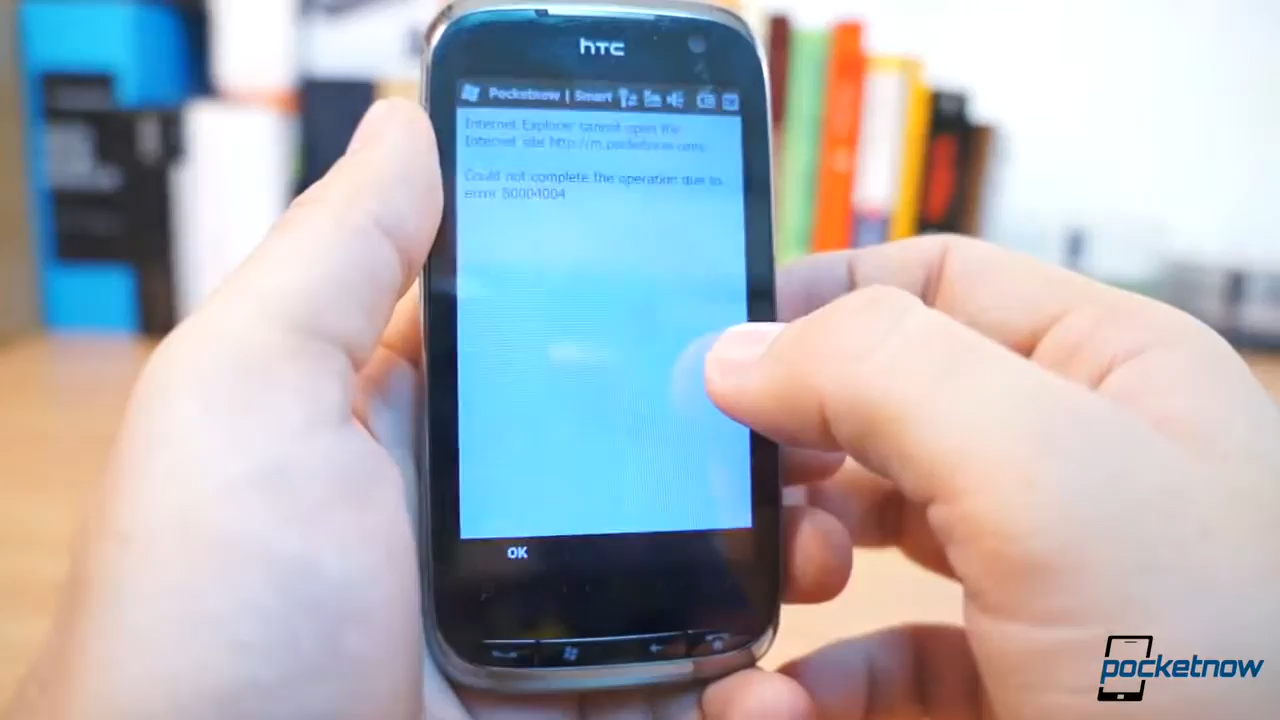 hTC
Pocketnow | Smart
Internet Explorer cannot open the
Internet site http://m.pocketnow.com/.
Could not complete the operation due to
error 80004004
OK
pocketnow